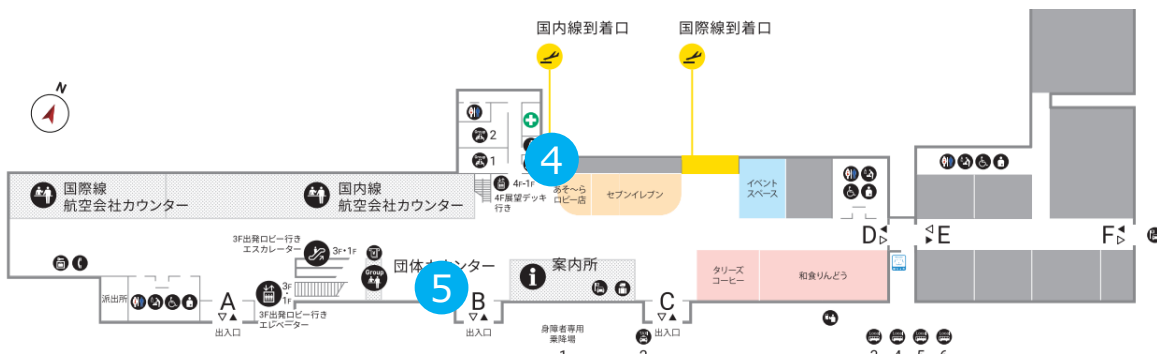 国内線到着口
国際線到着口
N
2
1
4
4F-1F
4F展望デッキ
行き
国際線
航空会社カウンター
国内線
航空会社カウンター
あそ～ら
ロビー店
セブンイレブン
イベント
スペース
D
E
F
3F出発ロビー行き
エスカレーター
3F・1F
Group
団体カウンター
5
i
案内所
タリーズ
コーヒー
和食りんどう
派出所
A
出入口
3F
・
1F
3F出発ロビー行き
エレベーター
B
出入口
C
出入口
身障者専用
乗降場
1
2
3
4
5
6